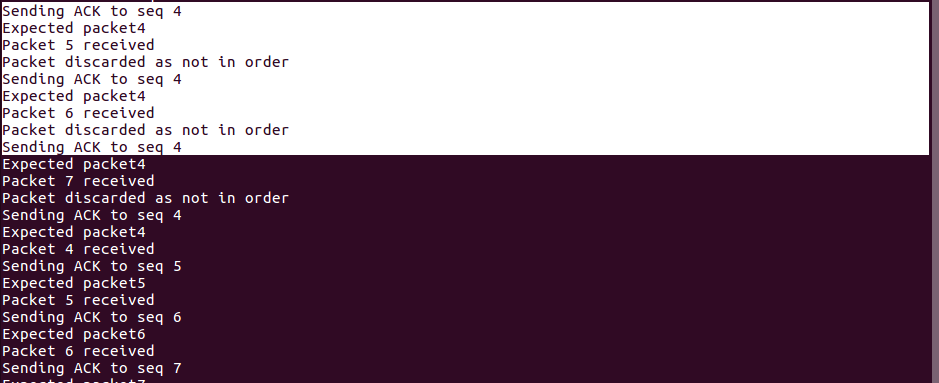 Sending ACK to seq 4
Expected packet4
Packet 5 received
Packet discarded as not in order
Sending ACK to seq 4
Expected packet4
Packet 6 received
Packet discarded as not in order
Sending ACK to seq 4
Expected packet4
Packet 7 received
Packet discarded as not in order
Sending ACK to seq 4
Expected packet4
Packet 4 received
Sending ACK to seq 5
Expected packet5
Packet 5 received
Sending ACK to seq 6
Expected packet6
Packet 6 received
Sending ACK to seq 7
Expected packet7